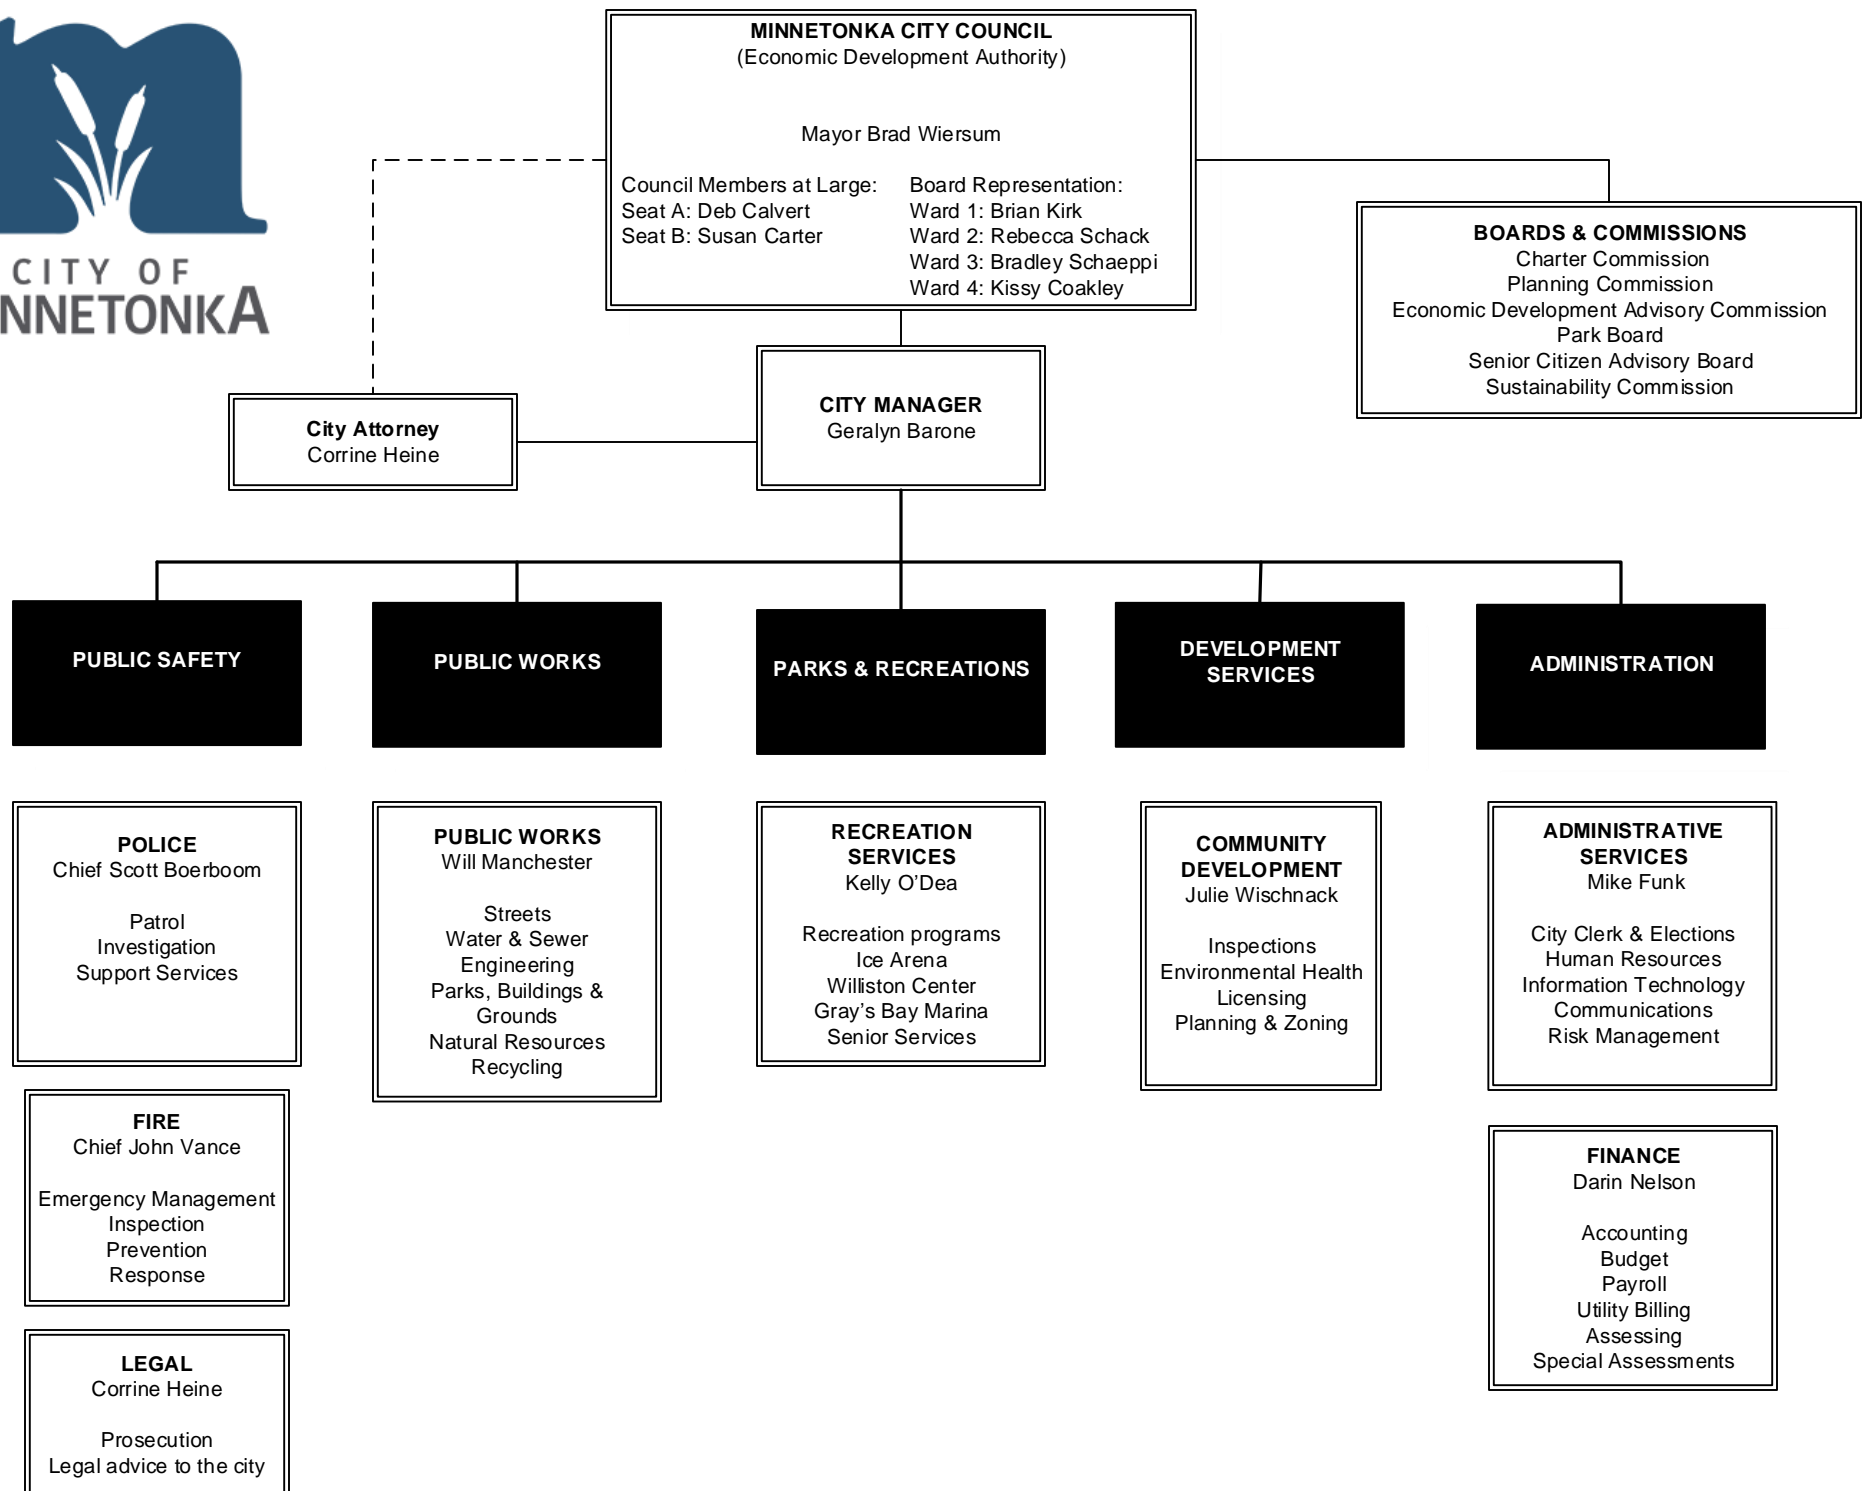 CITY OF
NNETONKA
MINNETONKA CITY COUNCIL
(Economic Development Authority)
Mayor Brad Wiersum
Council Members at Large:
Seat A: Deb Calvert
Seat B: Susan Carter
Board Representation:
Ward 1: Brian Kirk
Ward 2: Rebecca Schack
Ward 3: Bradley Schaeppi
Ward 4: Kissy Coakley
BOARDS & COMMISSIONS
Charter Commission
Planning Commission
Economic Development Advisory Commission
Park Board
Senior Citizen Advisory Board
Sustainability Commission
City Attorney
Corrine Heine
CITY MANAGER
Geralyn Barone
PUBLIC SAFETY
PUBLIC WORKS
PARKS & RECREATIONS
DEVELOPMENT
SERVICES
ADMINISTRATION
POLICE
Chief Scott Boerboom
Patrol
Investigation
Support Services
FIRE
Chief John Vance
Emergency Management
Inspection
Prevention
Response
LEGAL
Corrine Heine
Prosecution
Legal advice to the city
PUBLIC WORKS
Will Manchester
Streets
Water & Sewer
Engineering
Parks, Buildings &
Grounds
Natural Resources
Recycling
RECREATION
SERVICES
Kelly O’Dea
Recreation programs
Ice Arena
Williston Center
Gray’s Bay Marina
Senior Services
COMMUNITY
DEVELOPMENT
Julie Wischnack
Inspections
Environmental Health
Licensing
Planning & Zoning
ADMINISTRATIVE
SERVICES
Mike Funk
City Clerk & Elections
Human Resources
Information Technology
Communications
Risk Management
FINANCE
Darin Nelson
Accounting
Budget
Payroll
Utility Billing
Assessing
Special Assessments